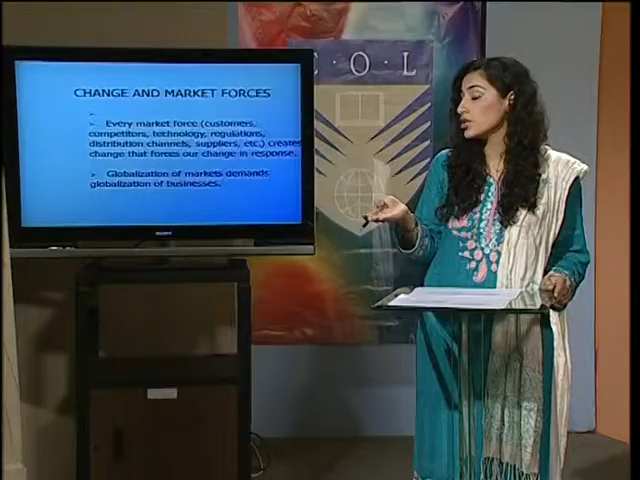 C·O·L
CHANGE AND MARKET FORCES
➢
➢ Every market force (customers,
competitors, technology, regulations,
distribution channels, suppliers, etc,) creates
change that forces our change in response.
➢ Globalization of markets demands
globalization of businesses.
SONY